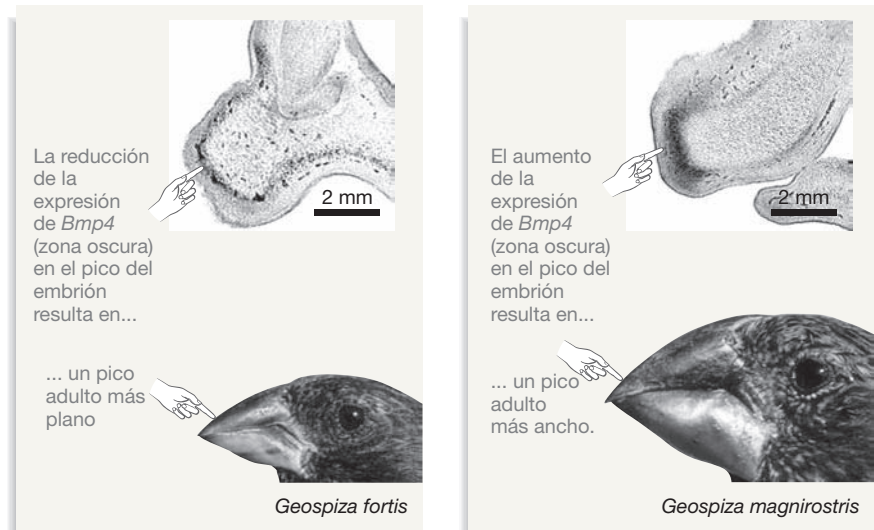 La reducción
de la
expresión
de Bmp4
(zona oscura)
en el pico del
embrión
resulta en...
2 mm
... un pico
adulto más
plano
Geospiza fortis
El aumento
de la
expresión
de Bmp4
(zona oscura)
en el pico del
embrión
resulta en...
2 mm
... un pico
adulto
más ancho.
Geospiza magnirostris